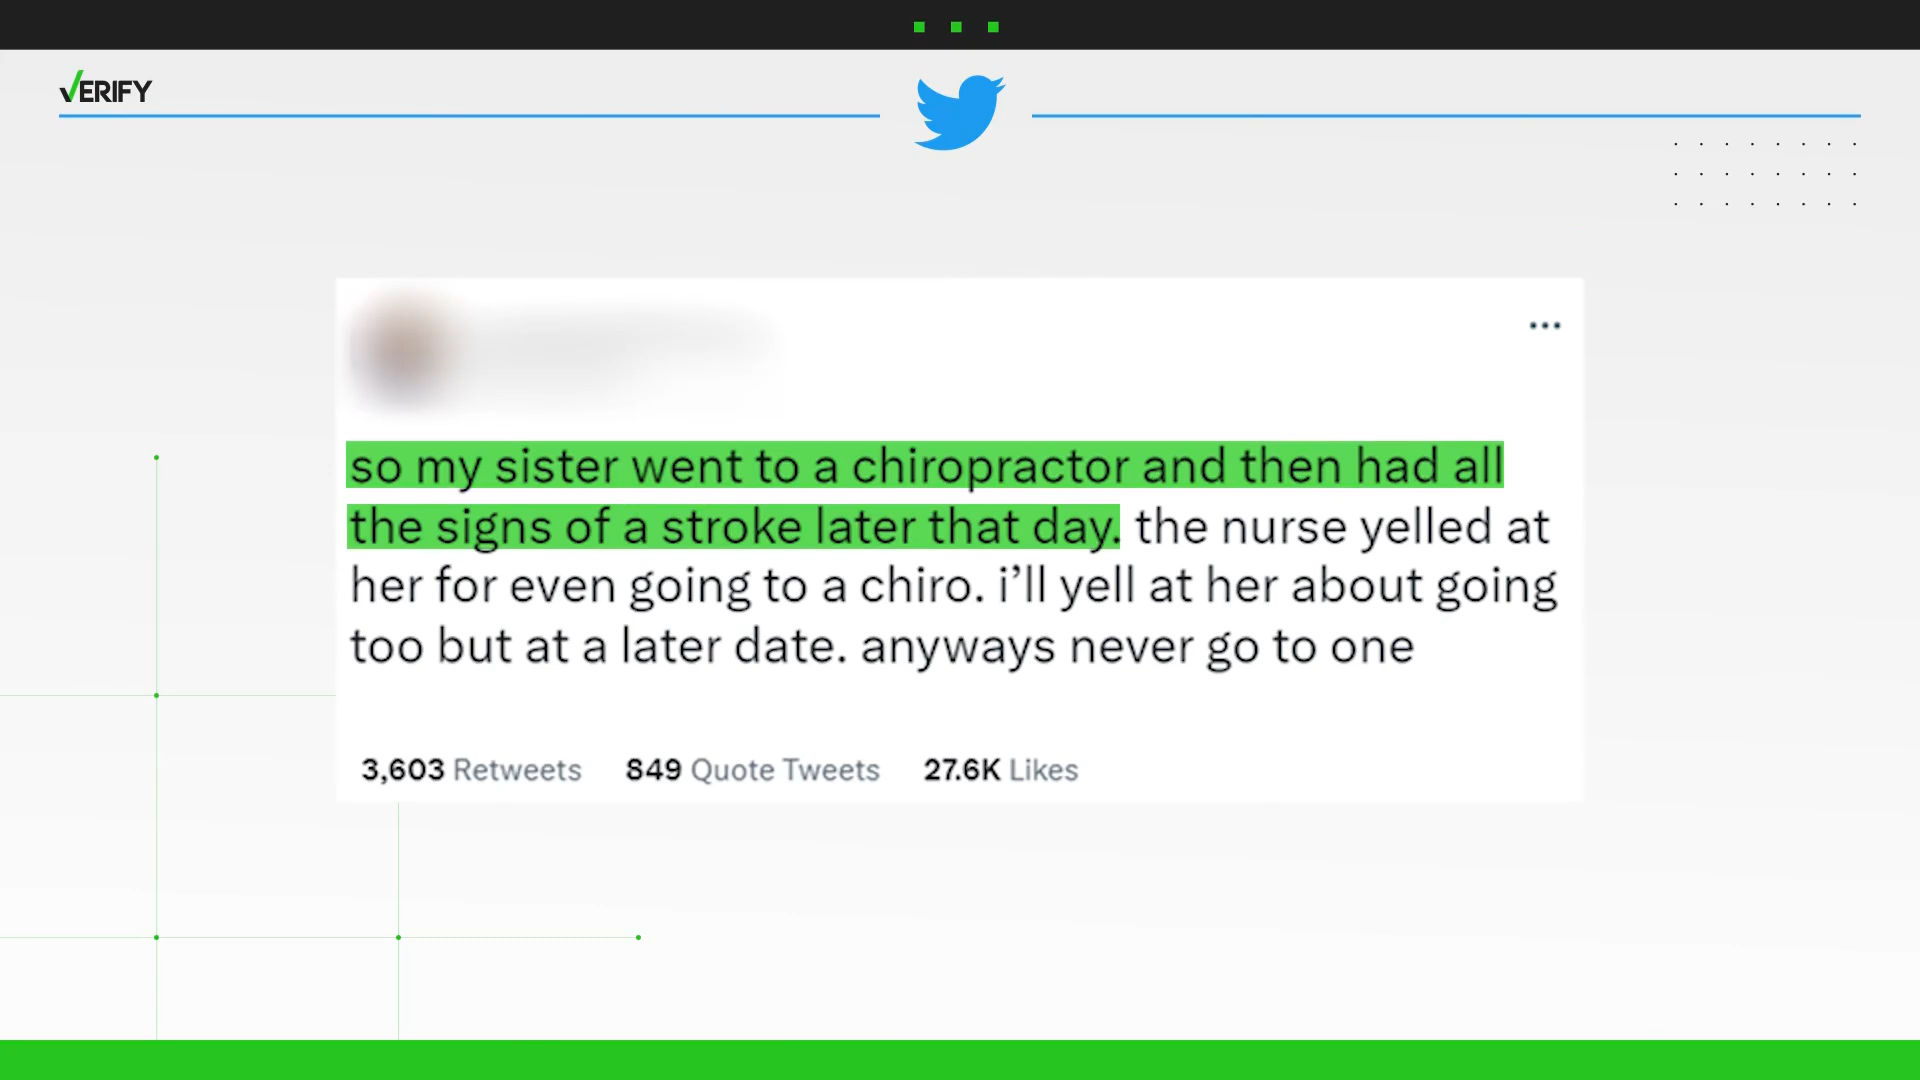 VERIFY
so my sister went to a chiropractor and then had all
the signs of a stroke later that day. the nurse yelled at
her for even going to a chiro. i’ll yell at her about going
too but at a later date. anyways never go to one
3,603 Retweets 849 Quote Tweets 27.6K Likes